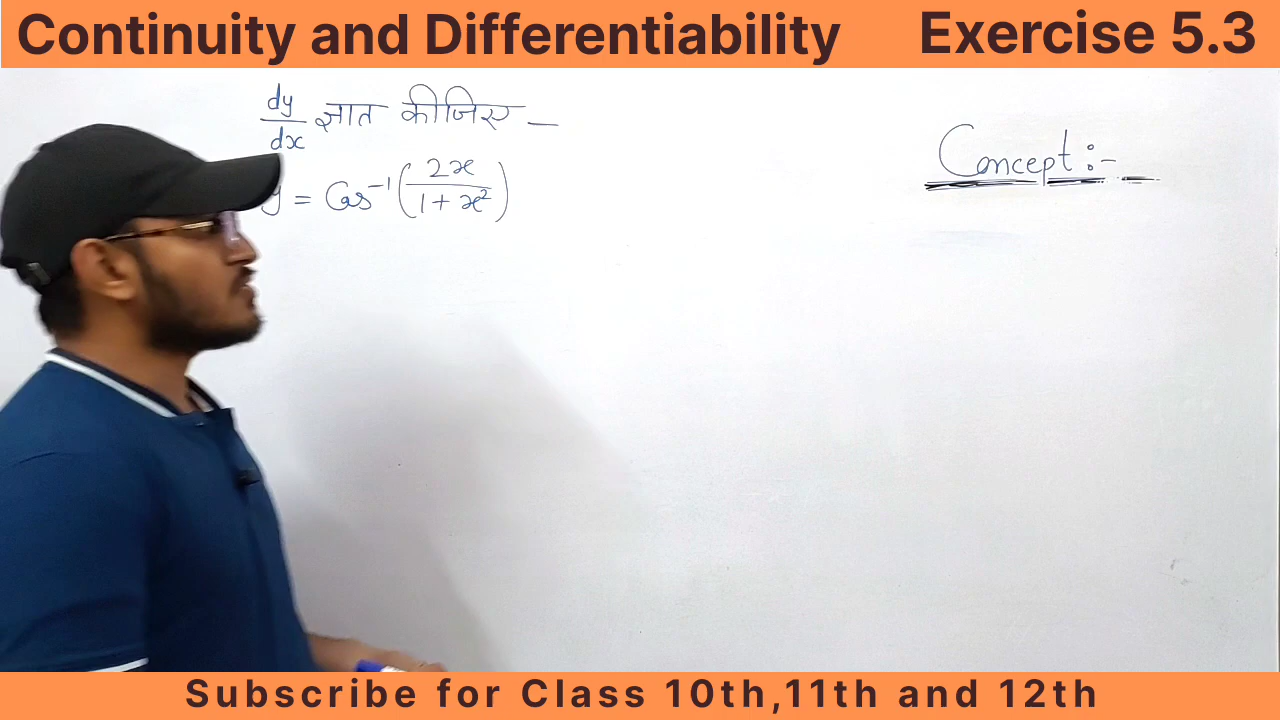 Continuity and Differentiability Exercise 5.3
dy/dx ज्ञात कीजिए —
y = Cos⁻¹(2x/(1+x²))
Concept :-
Subscribe for Class 10th,11th and 12th